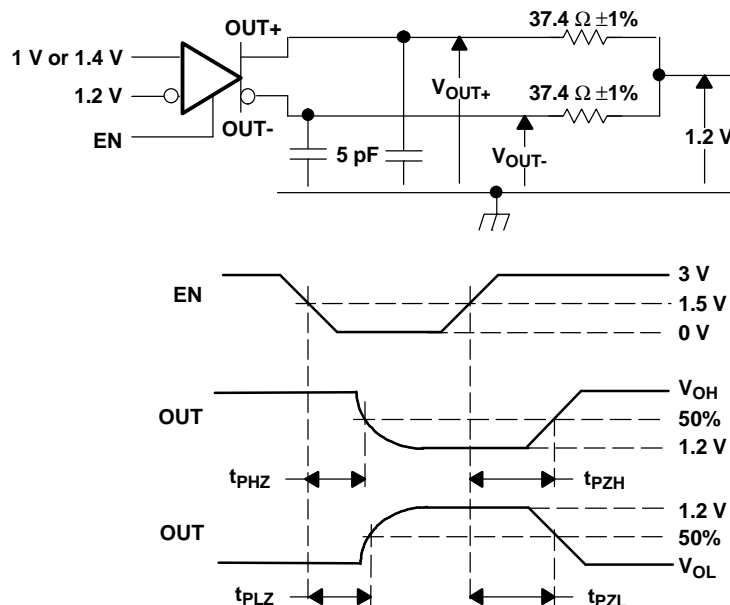 OUT+
1 V or 1.4 V
1.2 V
EN
OUT-
5 pF
VOUT+
VOUT-
37.4 Ω ±1%
37.4 Ω ±1%
1.2 V
EN
3 V
1.5 V
0 V
OUT
VOH
50%
1.2 V
tPHZ
tPZH
OUT
1.2 V
50%
VOL
tPLZ
tPZL